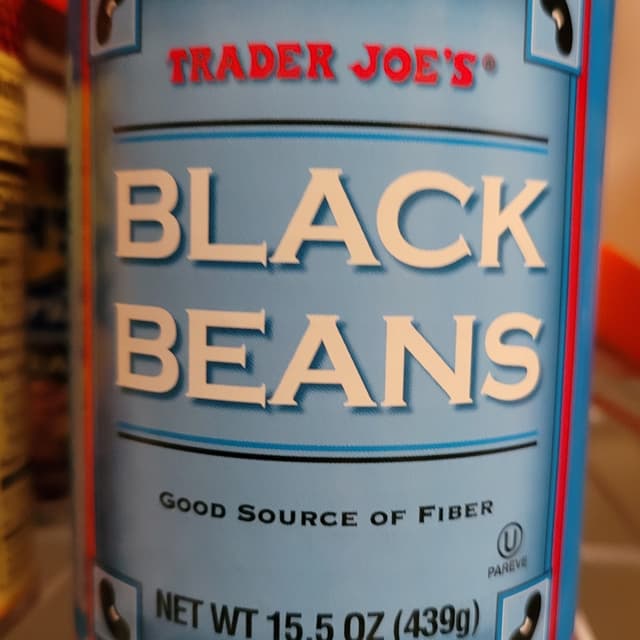 TRADER JOE'S®
BLACK
BEANS
GOOD SOURCE OF FIBER
U
PAREVE
NET WT 15.5 OZ (439g)